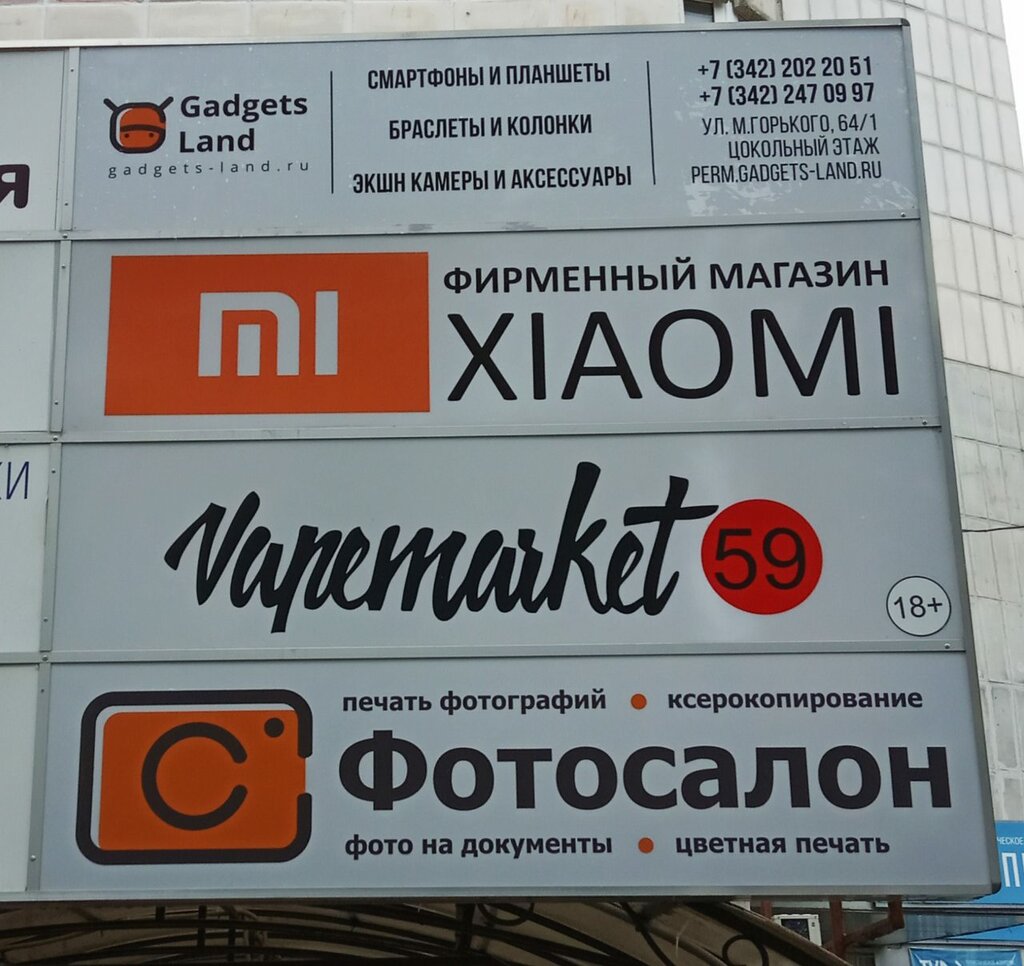 Gadgets
Land
gadgets-land.ru
СМАРТФОНЫ И ПЛАНШЕТЫ
БРАСЛЕТЫ И КОЛОНКИ
ЭКШН КАМЕРЫ И АКСЕССУАРЫ
+7 (342) 202 20 51
+7 (342) 247 09 97
УЛ. М.ГОРЬКОГО, 64/1
ЦОКОЛЬНЫЙ ЭТАЖ
PERM.GADGETS-LAND.RU
Я
MI
ФИРМЕННЫЙ МАГАЗИН
XIAOMI
КИ
Vapemarket 59
18+
печать фотографий • ксерокопирование
Фотосалон
фото на документы • цветная печать